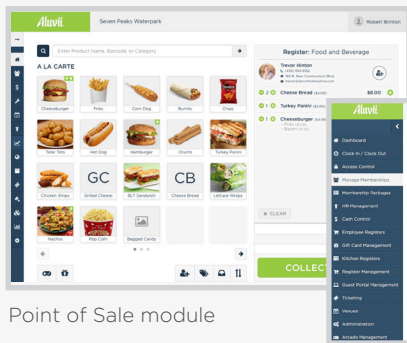 Aluvii
Seven Peaks Waterpark
Robert Brinton
Enter Product Name, Barcode, or Category
A LA CARTE
Cheeseburger
Fries
Corn Dog
Burrito
Chips
Tater Tots
Hot Dog
Hamburger
Churro
Turkey Panini
Chicken Strips
GC
Grilled Cheese
BLT Sandwich
CB
Cheese Bread
Lettuce Wraps
Nachos
Pop Corn
Bagged Candy
Register: Food and Beverage
Trevor Hinton
2 Cheese Bread
$8.00
1 Turkey Panini
1 Cheeseburger
CLEAR
COLLEC
Aluvii
Dashboard
Clock In / Clock Out
Access Control
Manage Memberships
Membership Packages
HR Management
Cash Control
Employee Registers
Gift Card Management
Kitchen Registers
Register Management
Guest Portal Management
Ticketing
Venues
Administration
Arcade Management
Point of Sale module